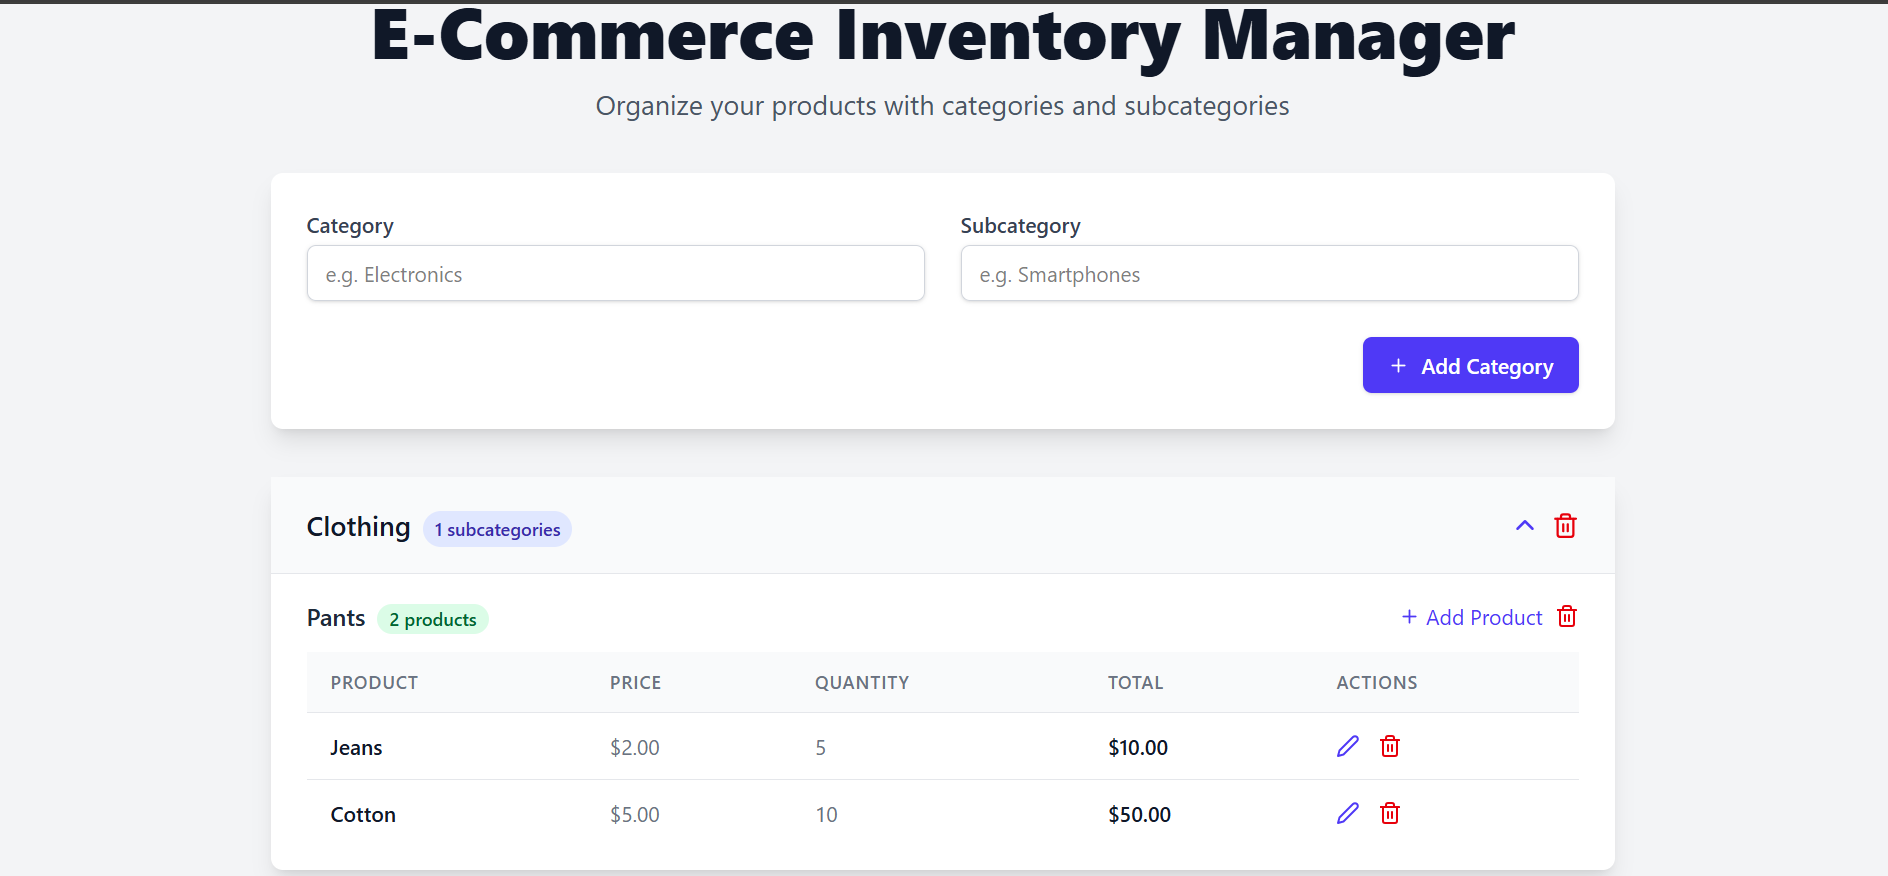 E-Commerce Inventory Manager
Organize your products with categories and subcategories
Category Subcategory
e.g. Electronics e.g. Smartphones
+ Add Category
Clothing 1 subcategories
Pants 2 products + Add Product
PRODUCT PRICE QUANTITY TOTAL ACTIONS
Jeans $2.00 5 $10.00
Cotton $5.00 10 $50.00